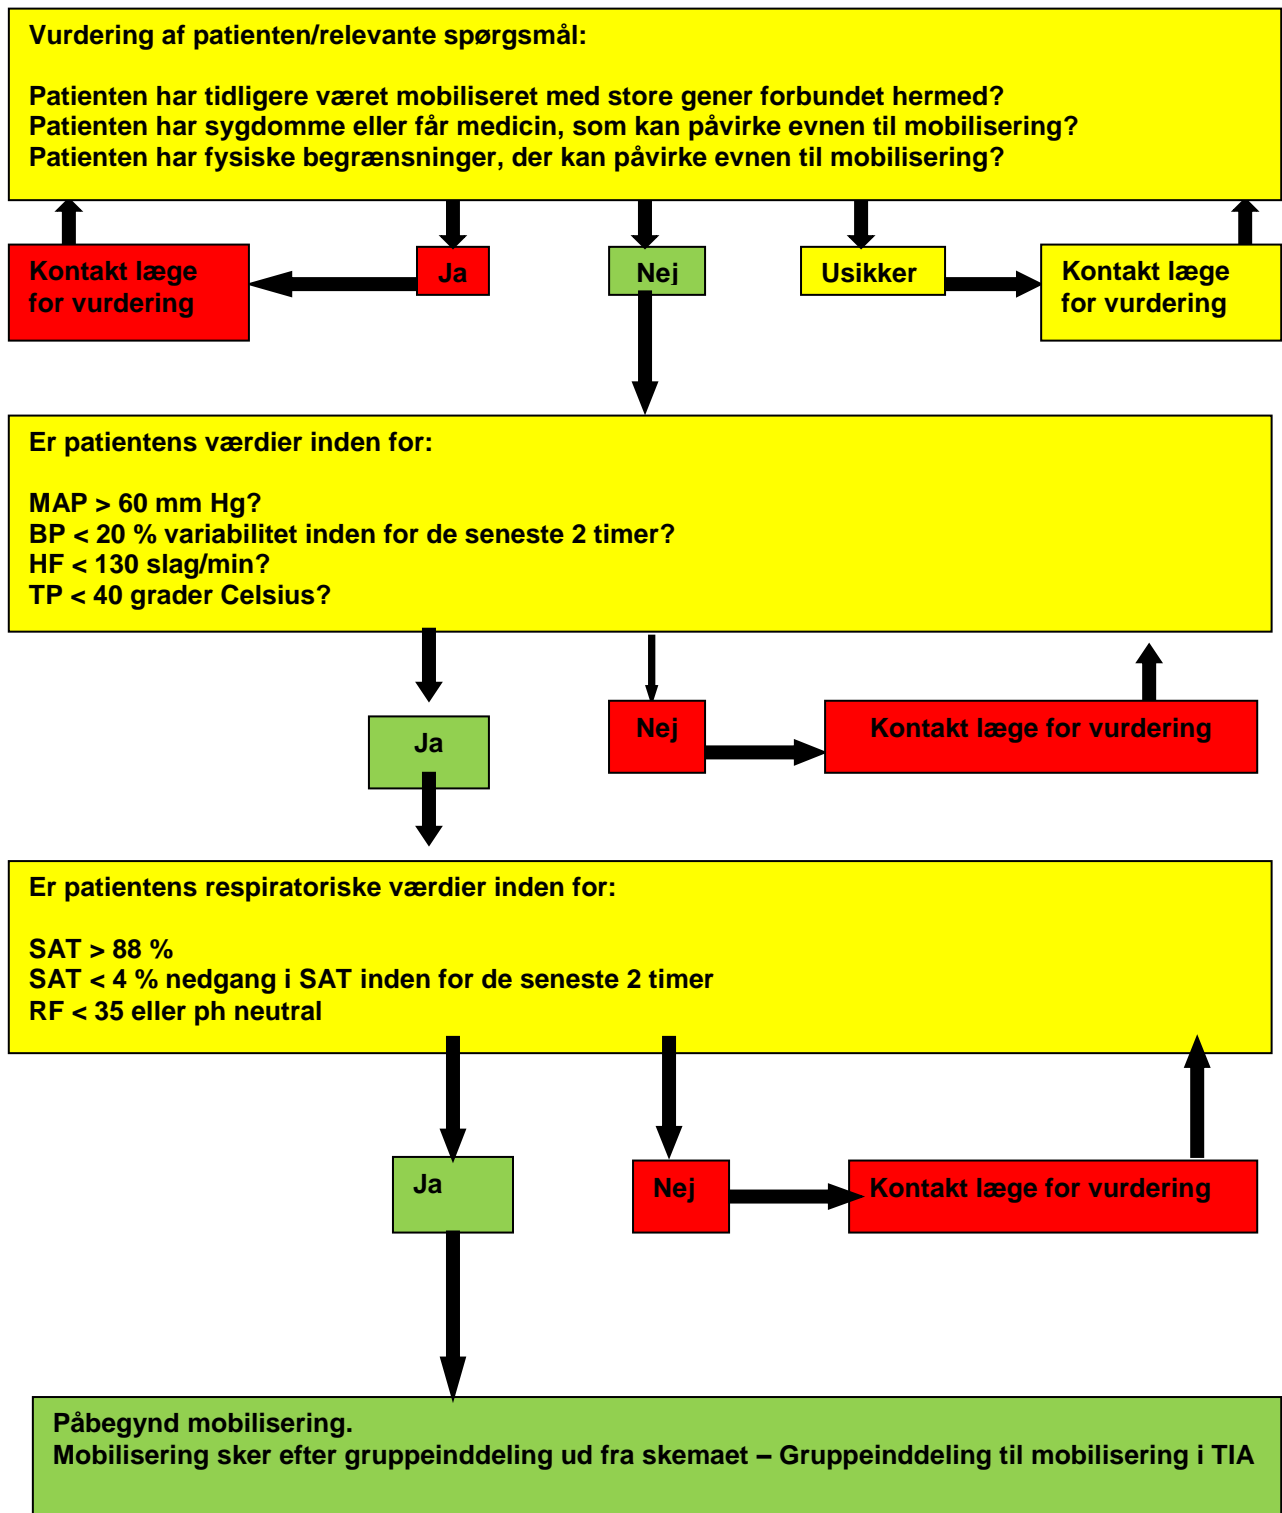 Vurdering af patienten/relevante spørgsmål:
Patienten har tidligere været mobiliseret med store gener forbundet hermed?
Patienten har sygdomme eller får medicin, som kan påvirke evnen til mobilisering?
Patienten har fysiske begrænsninger, der kan påvirke evnen til mobilisering?
Kontakt læge
for vurdering
Ja
Nej
Usikker
Kontakt læge
for vurdering
Er patientens værdier inden for:
MAP > 60 mm Hg?
BP < 20 % variabilitet inden for de seneste 2 timer?
HF < 130 slag/min?
TP < 40 grader Celsius?
Ja
Nej
Kontakt læge for vurdering
Er patientens respiratoriske værdier inden for:
SAT > 88 %
SAT < 4 % nedgang i SAT inden for de seneste 2 timer
RF < 35 eller ph neutral
Ja
Nej
Kontakt læge for vurdering
Påbegynd mobilisering.
Mobilisering sker efter gruppeinddeling ud fra skemaet – Gruppeinddeling til mobilisering i TIA